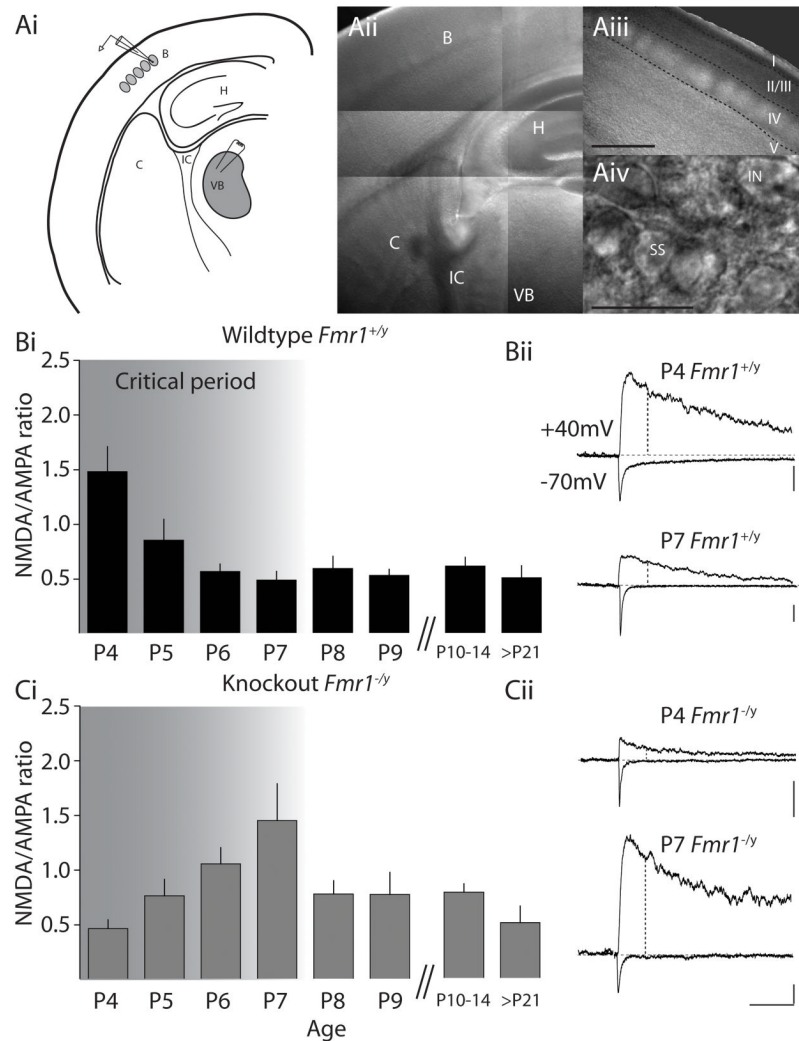 Ai
B
H
C
IC
VB
Aii
B
H
C
IC
VB
Aiii
I
II/III
IV
V
Aiv
IN
SS
Bi
Wildtype Fmr1+/y
Critical period
NMDA/AMPA ratio
2.5
2.0
1.5
1.0
0.5
P4 P5 P6 P7 P8 P9 // P10-14 >P21
Bii
P4 Fmr1+/y
+40mV
-70mV
P7 Fmr1+/y
Ci
Knockout Fmr1-/y
NMDA/AMPA ratio
2.5
2.0
1.5
1.0
0.5
P4 P5 P6 P7 P8 P9 // P10-14 >P21
Age
Cii
P4 Fmr1-/y
P7 Fmr1-/y